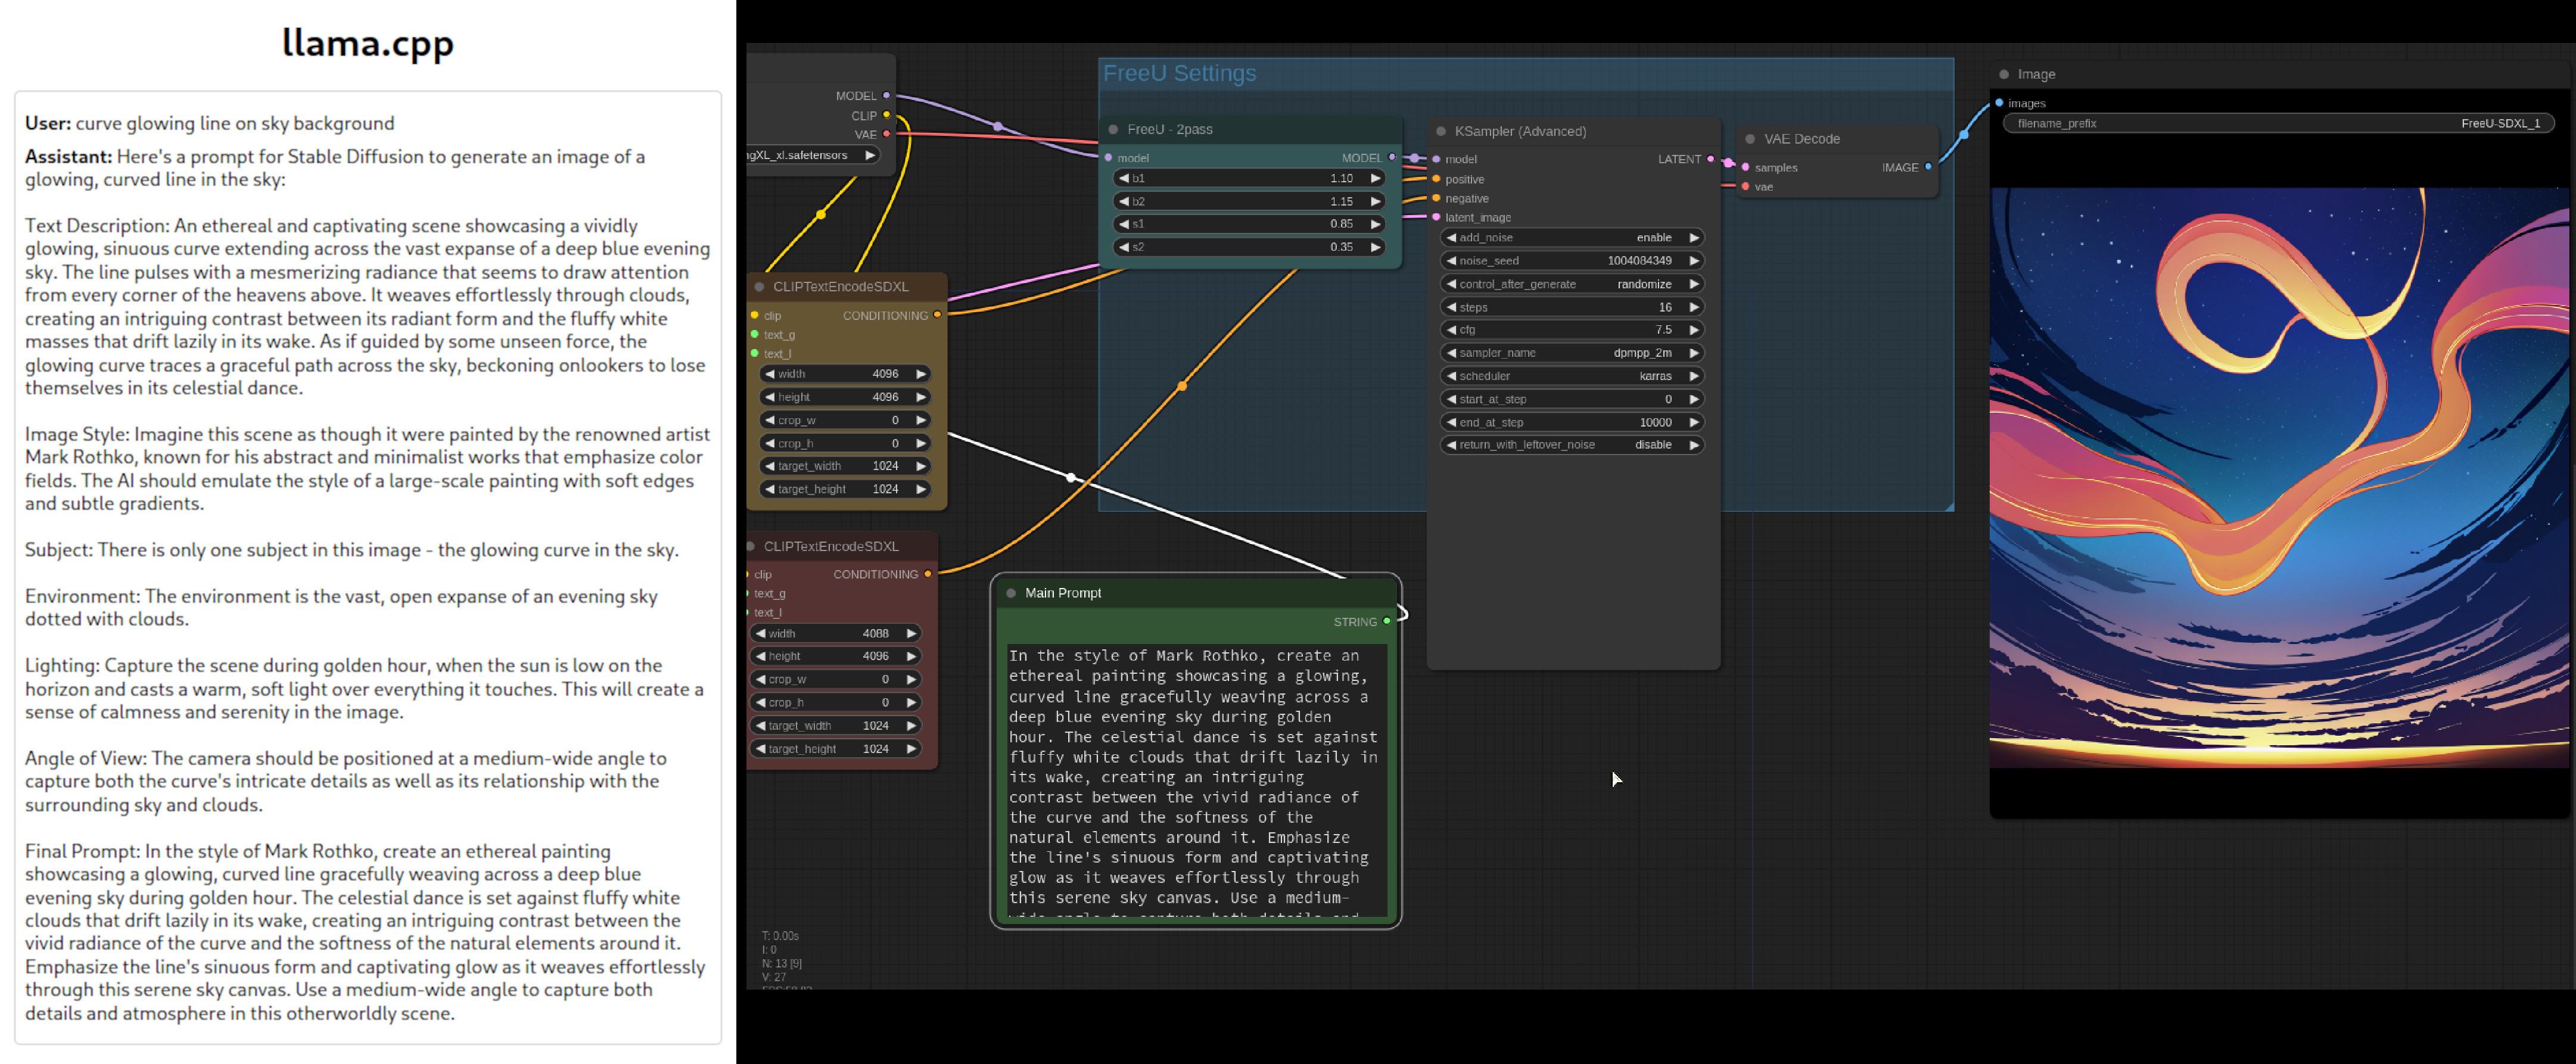 llama.cpp
User: curve glowing line on sky background
Assistant: Here's a prompt for Stable Diffusion to generate an image of a
glowing, curved line in the sky:
Text Description: An ethereal and captivating scene showcasing a vividly
glowing, sinuous curve extending across the vast expanse of a deep blue evening
sky. The line pulses with a mesmerizing radiance that seems to draw attention
from every corner of the heavens above. It weaves effortlessly through clouds,
creating an intriguing contrast between its radiant form and the fluffy white
masses that drift lazily in its wake. As if guided by some unseen force, the
glowing curve traces a graceful path across the sky, beckoning onlookers to lose
themselves in its celestial dance.
Image Style: Imagine this scene as though it were painted by the renowned artist
Mark Rothko, known for his abstract and minimalist works that emphasize color
fields. The AI should emulate the style of a large-scale painting with soft edges
and subtle gradients.
Subject: There is only one subject in this image - the glowing curve in the sky.
Environment: The environment is the vast, open expanse of an evening sky
dotted with clouds.
Lighting: Capture the scene during golden hour, when the sun is low on the
horizon and casts a warm, soft light over everything it touches. This will create a
sense of calmness and serenity in the image.
Angle of View: The camera should be positioned at a medium-wide angle to
capture both the curve's intricate details as well as its relationship with the
surrounding sky and clouds.
Final Prompt: In the style of Mark Rothko, create an ethereal painting
showcasing a glowing, curved line gracefully weaving across a deep blue
evening sky during golden hour. The celestial dance is set against fluffy white
clouds that drift lazily in its wake, creating an intriguing contrast between the
vivid radiance of the curve and the softness of the natural elements around it.
Emphasize the line's sinuous form and captivating glow as it weaves effortlessly
through this serene sky canvas. Use a medium-wide angle to capture both
details and atmosphere in this otherworldly scene.
MODEL
CLIP
VAE
ngXL_xl.safetensors
CLIPTextEncodeSDXL
clip CONDITIONING
text_g
text_l
width 4096
height 4096
crop_w 0
crop_h 0
target_width 1024
target_height 1024
CLIPTextEncodeSDXL
clip CONDITIONING
text_g
text_l
width 4088
height 4096
crop_w 0
crop_h 0
target_width 1024
target_height 1024
T: 0.00s
I: 0
N: 13 [9]
V: 27
FreeU Settings
FreeU - 2pass
model MODEL
b1 1.10
b2 1.15
s1 0.85
s2 0.35
Main Prompt
STRING
In the style of Mark Rothko, create an
ethereal painting showcasing a glowing,
curved line gracefully weaving across a
deep blue evening sky during golden
hour. The celestial dance is set against
fluffy white clouds that drift lazily in
its wake, creating an intriguing
contrast between the vivid radiance of
the curve and the softness of the
natural elements around it. Emphasize
the line's sinuous form and captivating
glow as it weaves effortlessly through
this serene sky canvas. Use a medium-
wide angle to capture both details and
KSampler (Advanced)
model LATENT
positive
negative
latent_image
add_noise enable
noise_seed 1004084349
control_after_generate randomize
steps 16
cfg 7.5
sampler_name dpmpp_2m
scheduler karras
start_at_step 0
end_at_step 10000
return_with_leftover_noise disable
VAE Decode
samples IMAGE
vae
Image
images
filename_prefix FreeU-SDXL_1